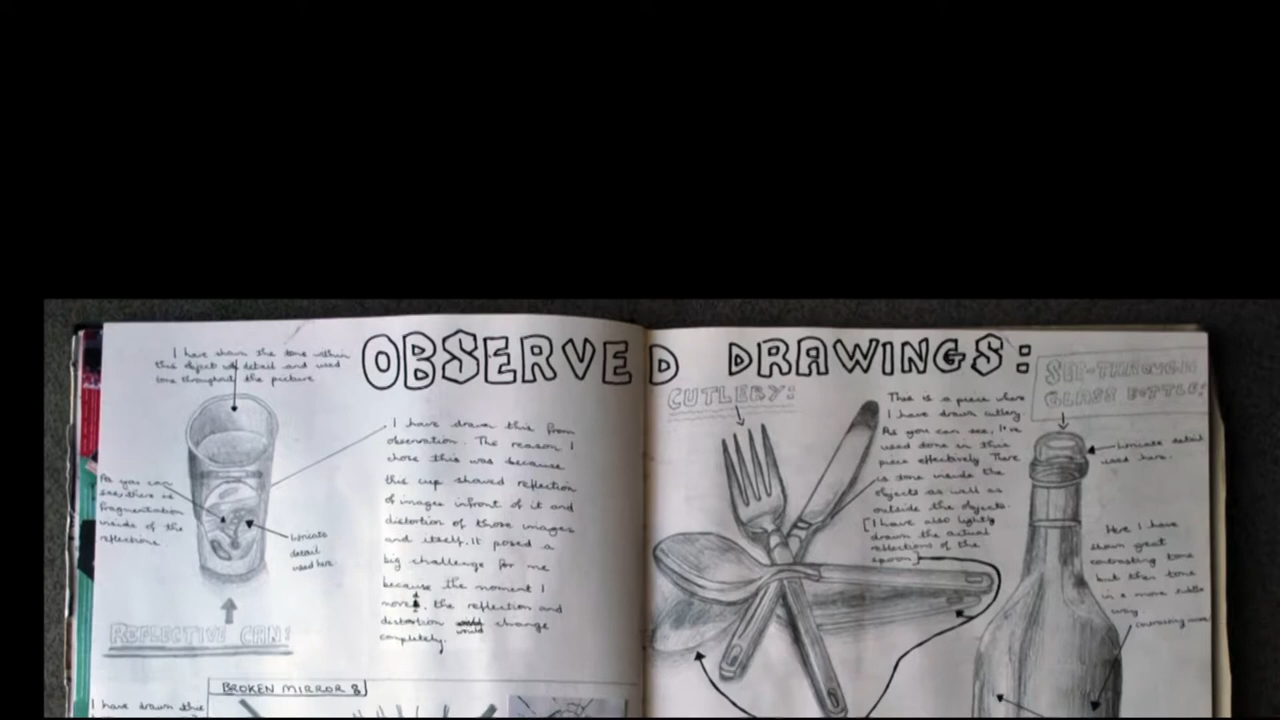 OBSERVED DRAWINGS:
I have shown the tone within
this object detail and used
tone throughout the picture
I have drawn this from
observation. The reason I
chose this was because
this cup showed reflection
of images infront of it and
distortion of those images
and itself. It posed a
big challenge for me
because the moment I
moved, the reflection and
distortion would change
completely.
As you can
see, there is
fragmentation
inside of the
reflections
Intricate
detail
used here.
REFLECTIVE CAN:
BROKEN MIRROR
I have drawn this
CUTLERY:
This is a piece where
I have drawn cutlery
As you can see, I've
used tone in this
piece effectively There
is tone inside the
objects as well as
outside the objects.
[I have also lightly
drawn the actual
reflections of the
spoon]
SEE-THROUGH
GLASS BOTTLE:
Intricate detail
used here.
Here I have
shown great
contrasting tone
but then tone
in a more subtle
way.
contrasting